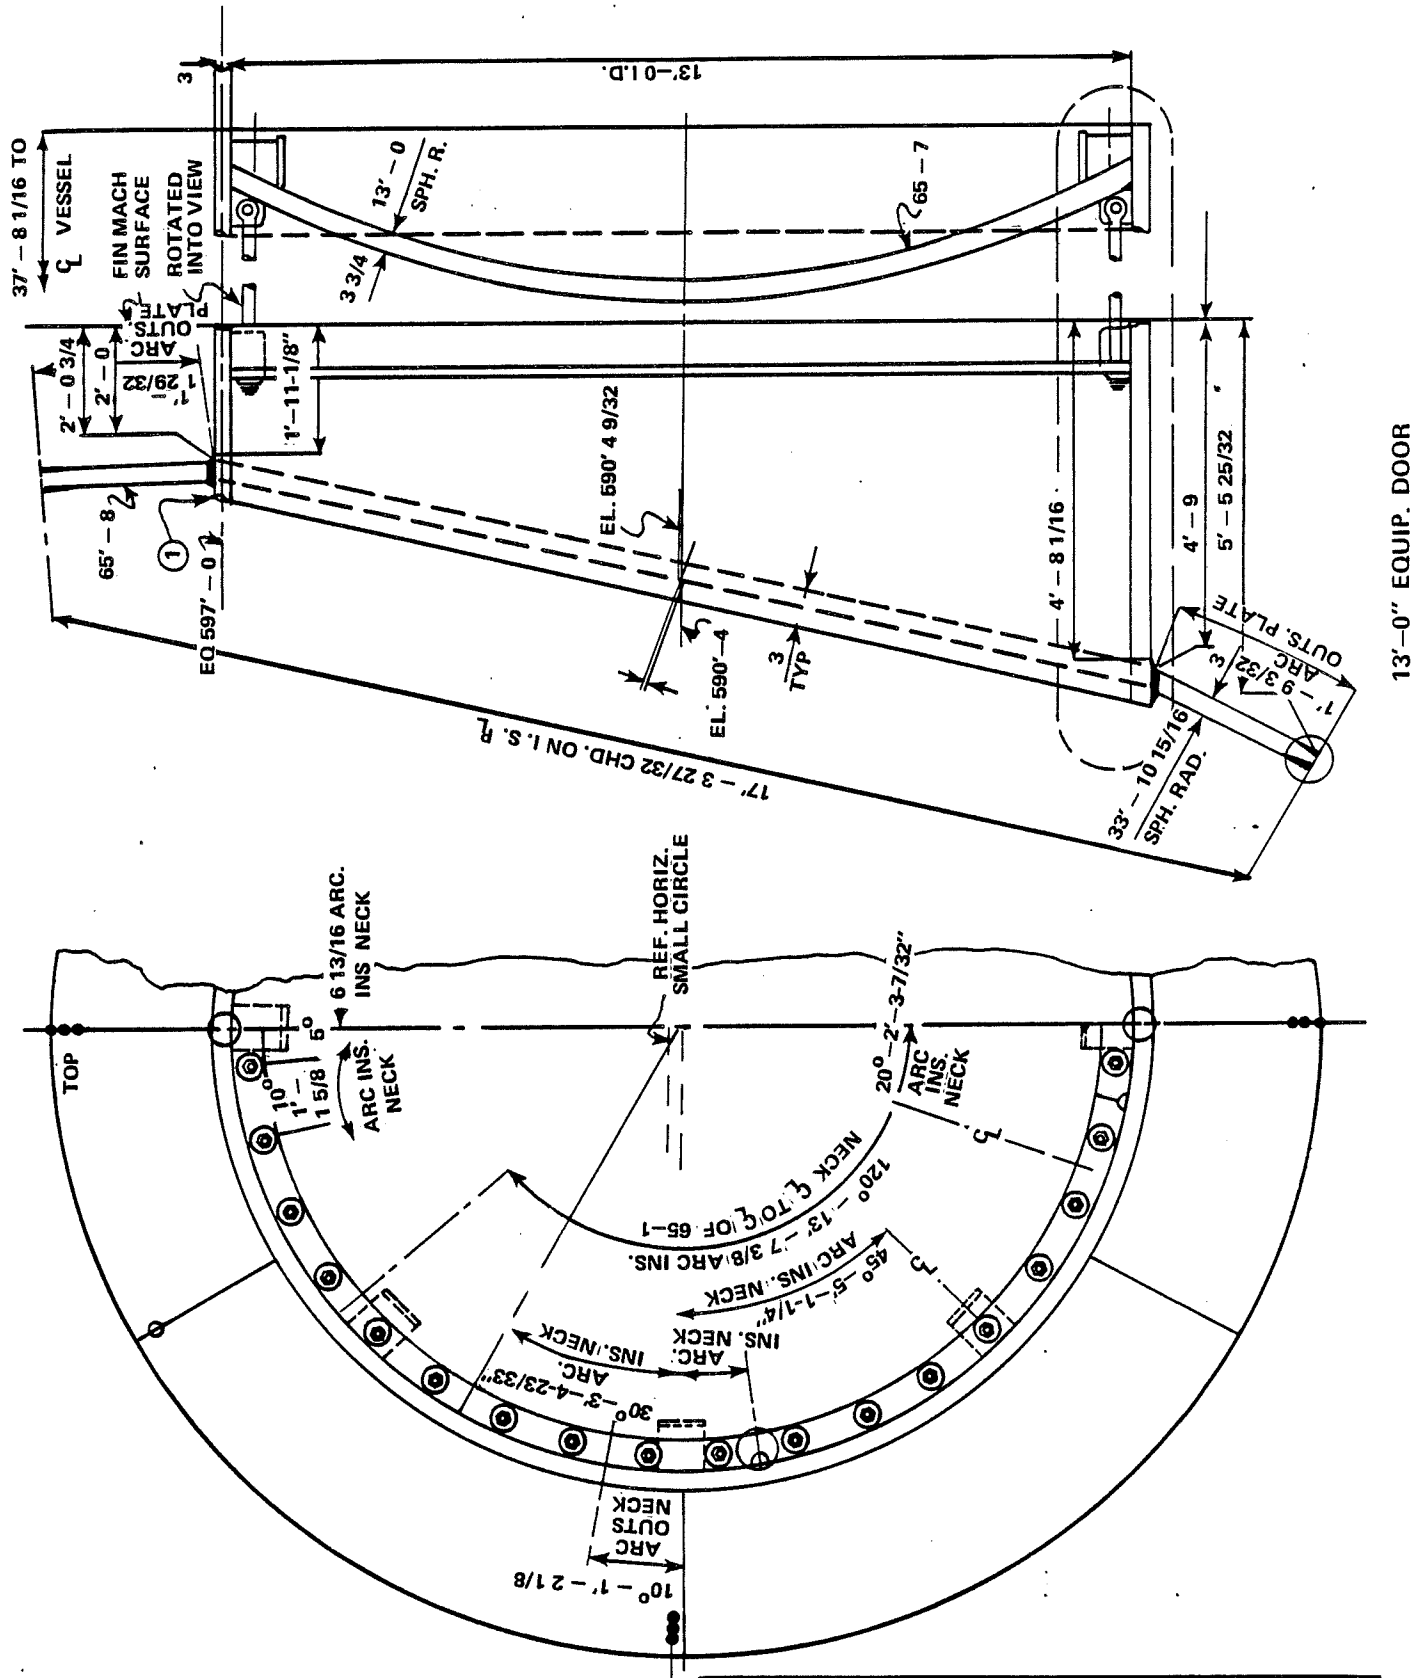 37' – 8 1/16 TO
℄ VESSEL
3
13'–0 I.D.
FIN MACH
SURFACE
ROTATED
INTO VIEW
13' – 0
SPH. R.
3 3/4
65 – 7
2' – 0 3/4
2' – 0
1'
1 29/32
ARC
OUTS.
PLATE
1'–11-1/8"
65' – 8
1
EQ 597' – 0
EL. 590' 4 9/32
EL. 590'–4
3
TYP
4' – 8 1/16
4' – 9
5' – 5 25/32
17' – 3 27/32 CHD. ON I. S. ℞
33' – 10 15/16
SPH. RAD.
3
1' –
9 3/32
ARC
OUTS. PLATE
13'–0" EQUIP. DOOR
TOP
6 13/16 ARC.
INS NECK
5°
10°
1' –
1 5/8
ARC INS.
NECK
REF. HORIZ.
SMALL CIRCLE
20° – 2' – 3-7/32"
ARC
INS.
NECK
℄
120° – 13' – 7 3/8 ARC INS.
NECK ℄ TO ℄ OF 65–1
45° – 5'–1-1/4"
ARC INS. NECK
ARC.
INS. NECK
30° – 3'–4-23/33"
ARC.
INS. NECK
10° – 1' – 2 1/8
ARC
OUTS
NECK